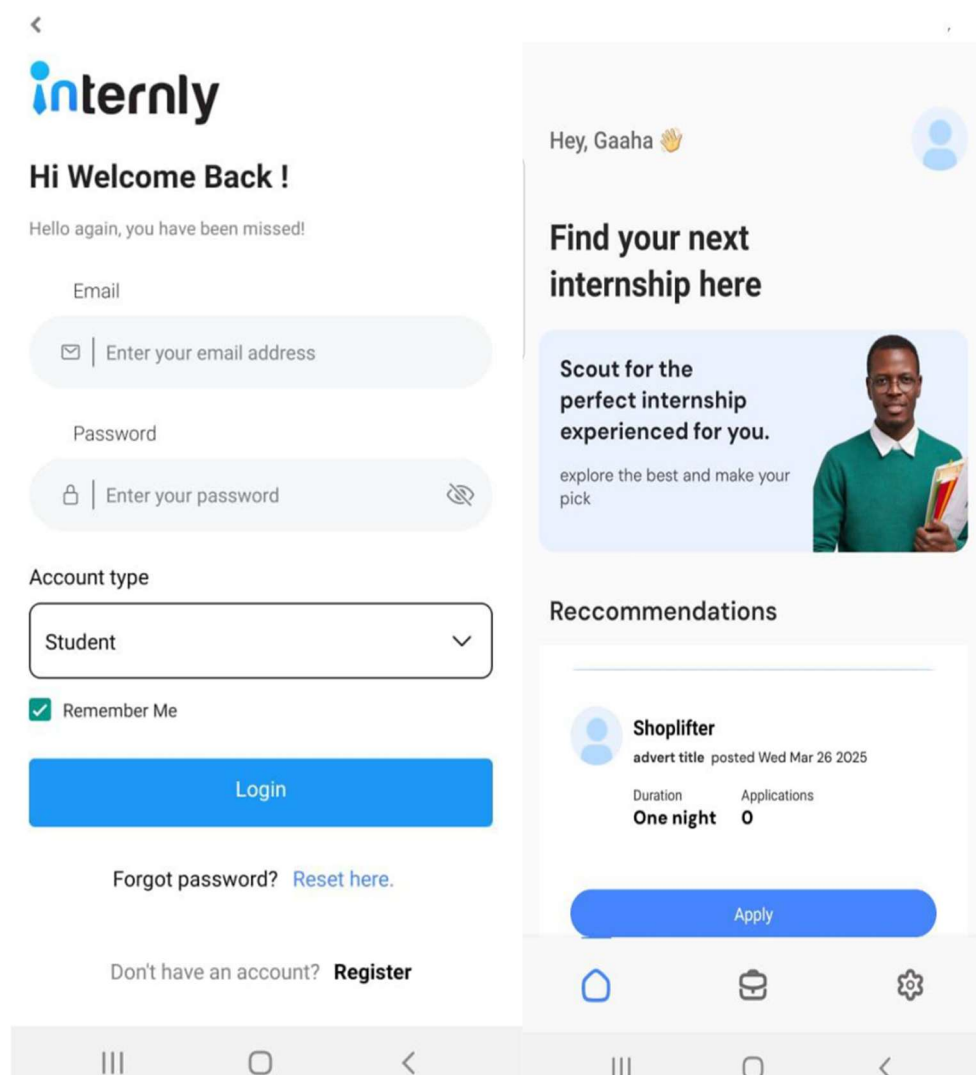 internly
Hi Welcome Back !
Hello again, you have been missed!
Email
Enter your email address
Password
Enter your password
Account type
Student
Remember Me
Login
Forgot password? Reset here.
Don't have an account? Register
Hey, Gaaha 👋
Find your next
internship here
Scout for the
perfect internship
experienced for you.
explore the best and make your
pick
Reccommendations
Shoplifter
advert title posted Wed Mar 26 2025
Duration Applications
One night 0
Apply